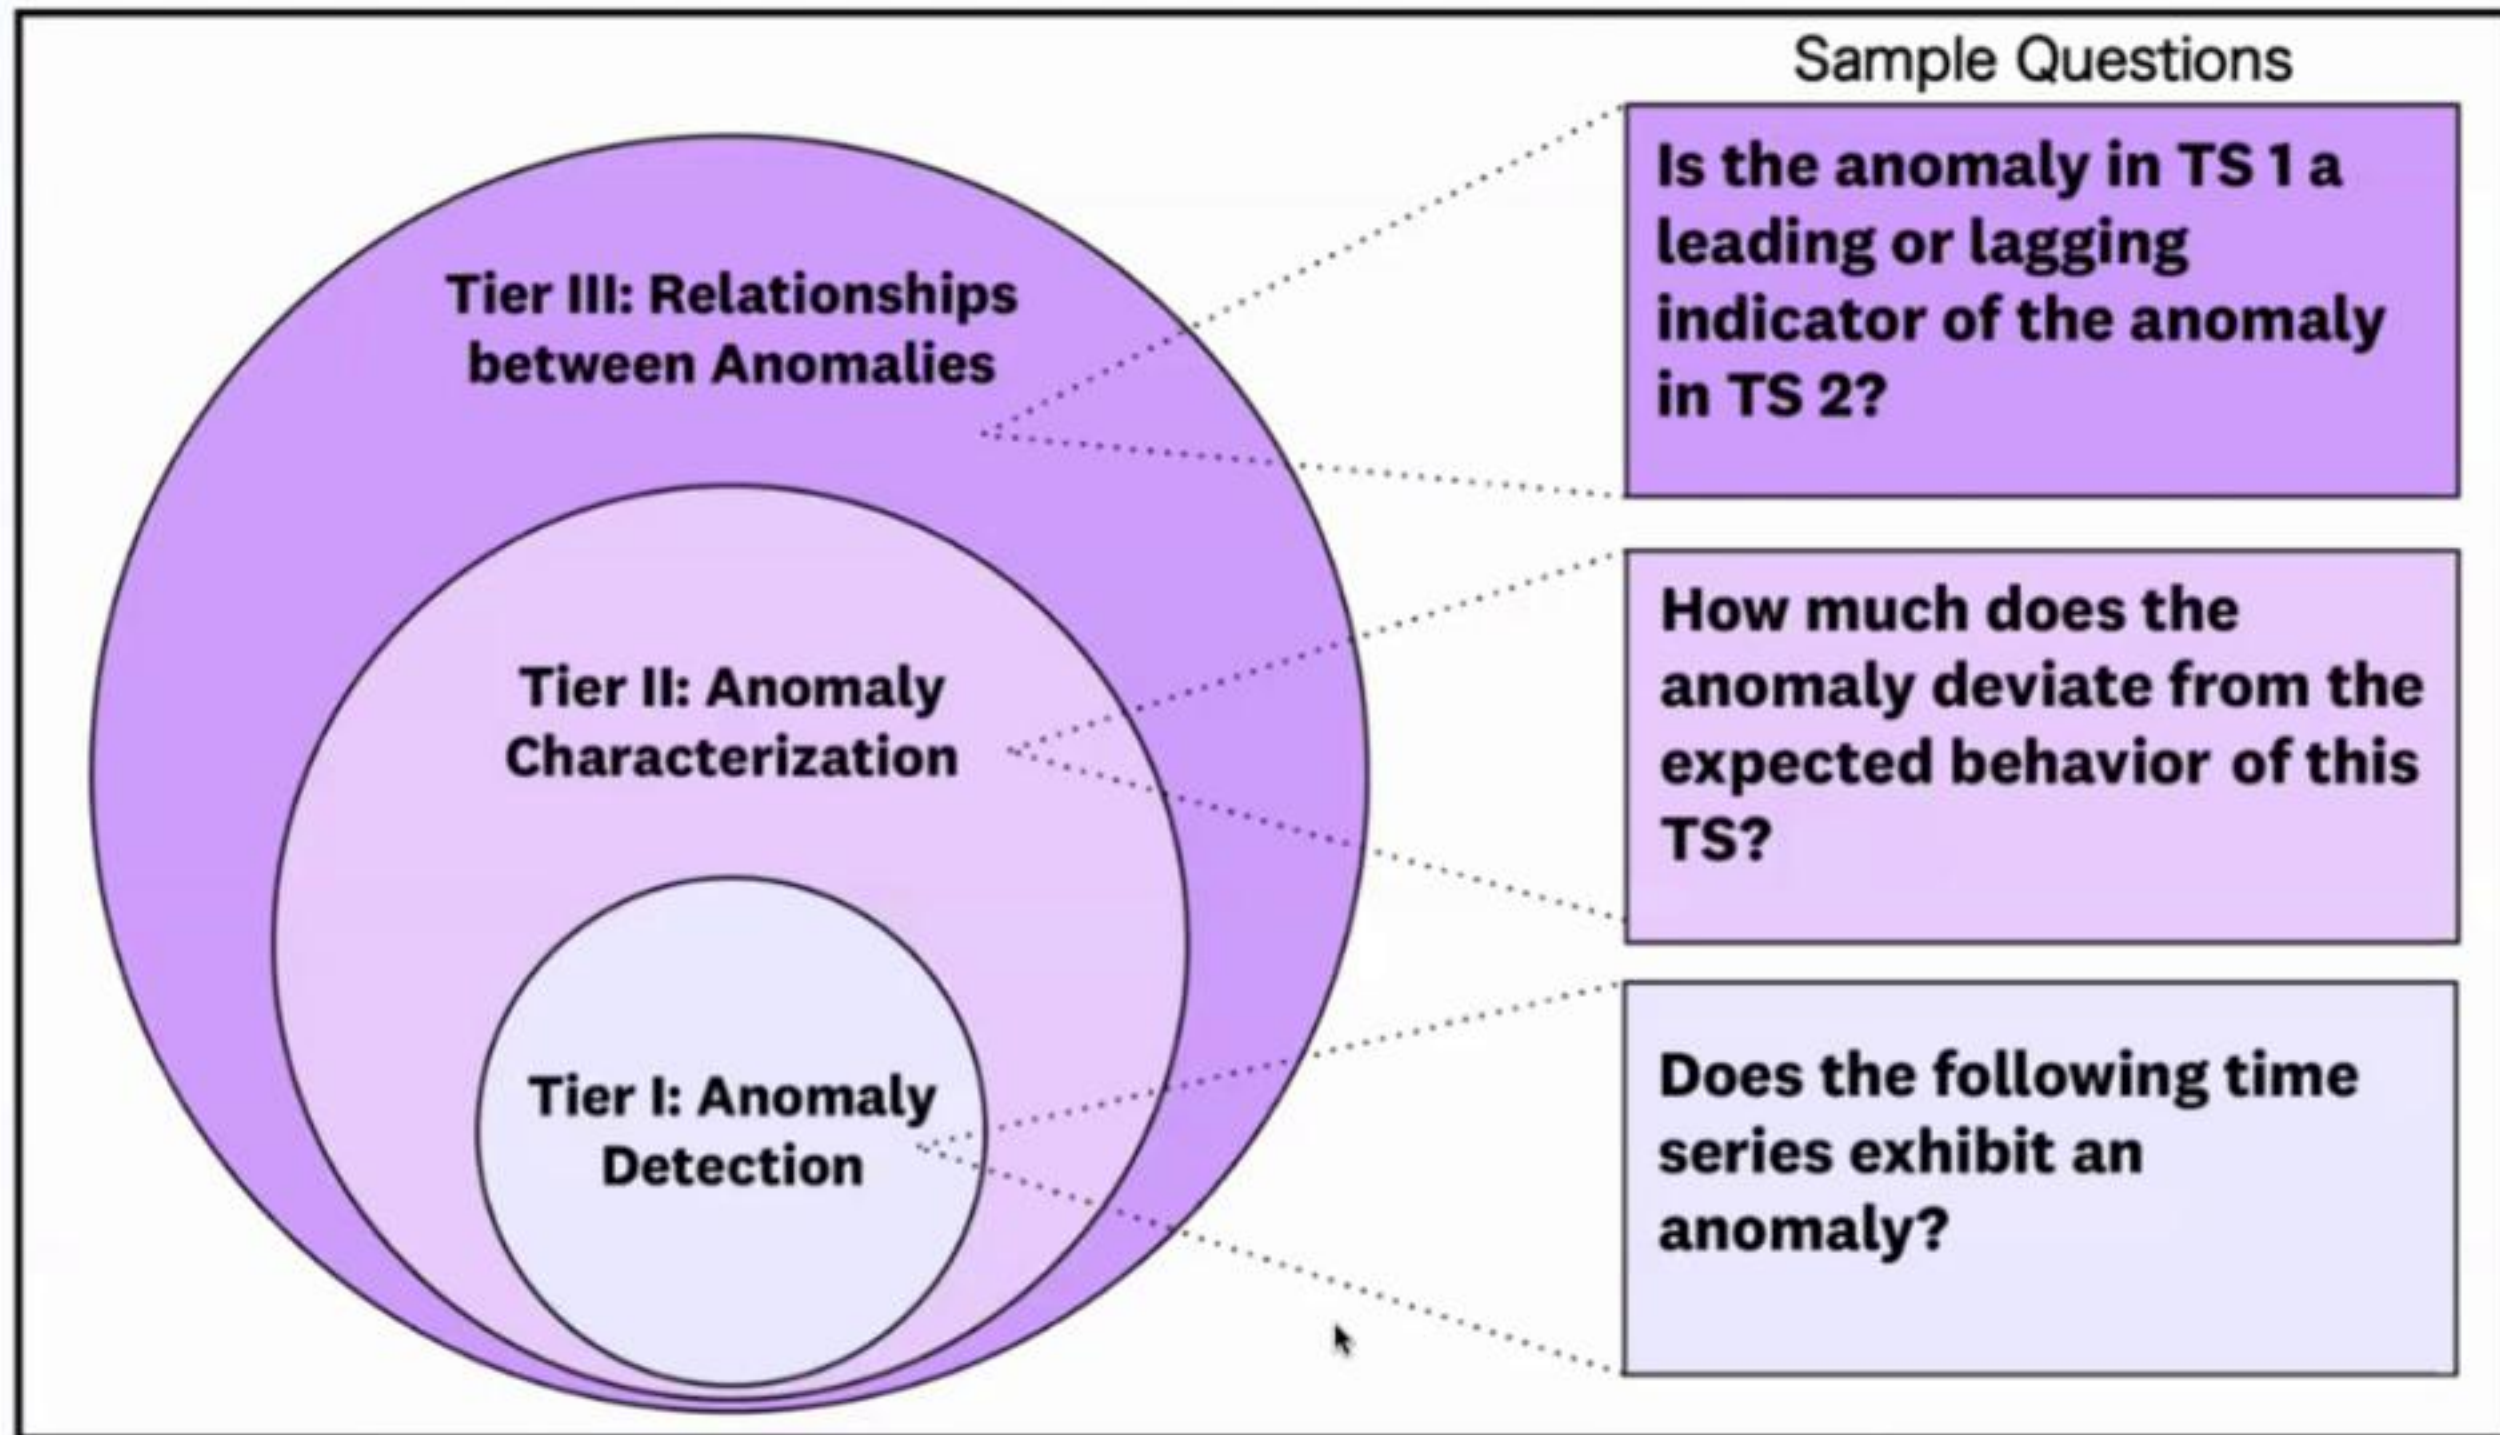 Sample Questions
Tier III: Relationships
between Anomalies
Is the anomaly in TS 1 a
leading or lagging
indicator of the anomaly
in TS 2?
Tier II: Anomaly
Characterization
How much does the
anomaly deviate from the
expected behavior of this
TS?
Tier I: Anomaly
Detection
Does the following time
series exhibit an
anomaly?